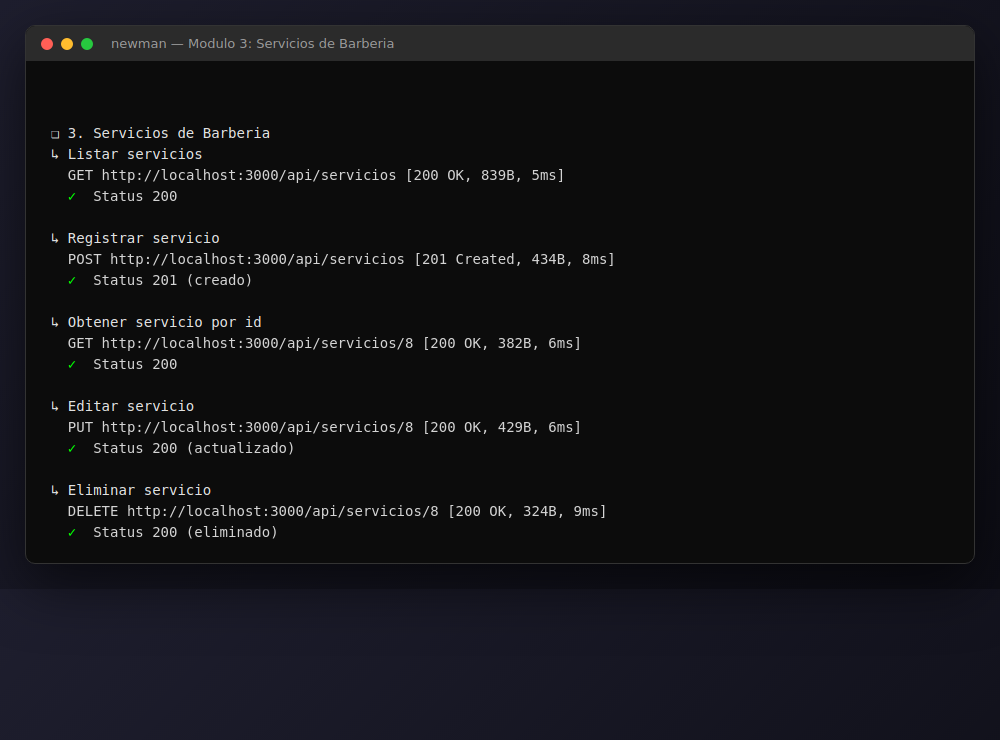 newman — Modulo 3: Servicios de Barberia
❏ 3. Servicios de Barberia
↳ Listar servicios
GET http://localhost:3000/api/servicios [200 OK, 839B, 5ms]
✓ Status 200
↳ Registrar servicio
POST http://localhost:3000/api/servicios [201 Created, 434B, 8ms]
✓ Status 201 (creado)
↳ Obtener servicio por id
GET http://localhost:3000/api/servicios/8 [200 OK, 382B, 6ms]
✓ Status 200
↳ Editar servicio
PUT http://localhost:3000/api/servicios/8 [200 OK, 429B, 6ms]
✓ Status 200 (actualizado)
↳ Eliminar servicio
DELETE http://localhost:3000/api/servicios/8 [200 OK, 324B, 9ms]
✓ Status 200 (eliminado)